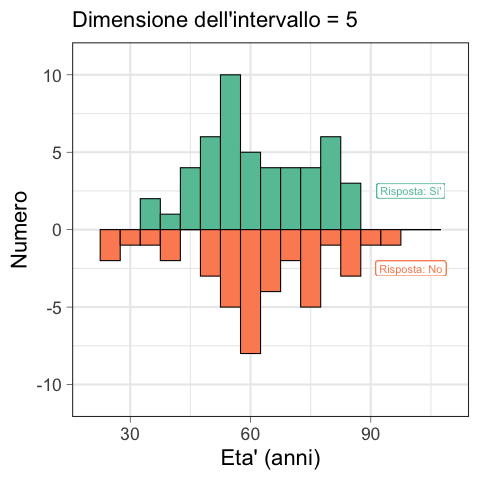 Dimensione dell'intervallo = 5
Numero
10
5
0
-5
-10
Risposta: Si'
Risposta: No
30
60
90
Eta' (anni)